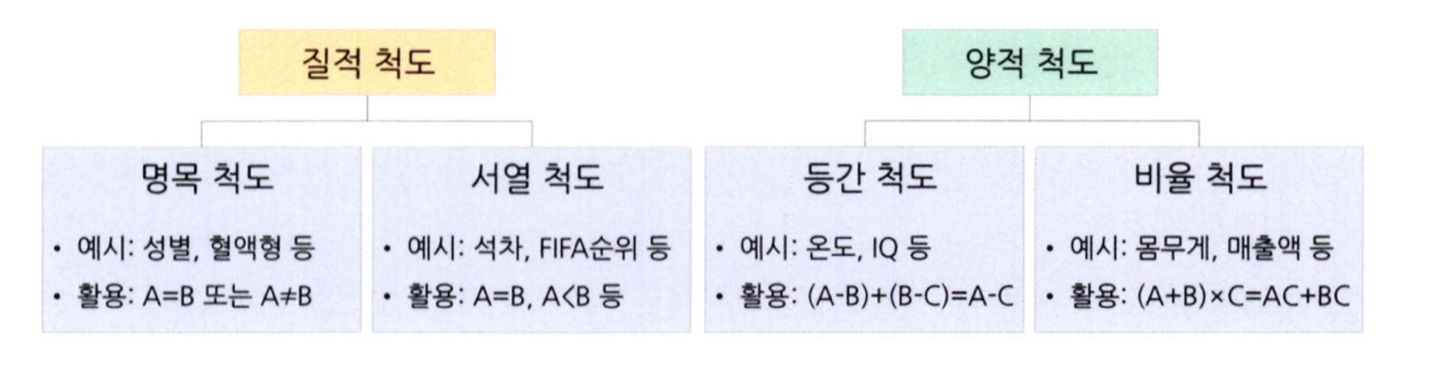 질적 척도
양적 척도
명목 척도
• 예시: 성별, 혈액형 등
• 활용: A=B 또는 A≠B
서열 척도
• 예시: 석차, FIFA순위 등
• 활용: A=B, A<B 등
등간 척도
• 예시: 온도, IQ 등
• 활용: (A-B)+(B-C)=A-C
비율 척도
• 예시: 몸무게, 매출액 등
• 활용: (A+B)×C=AC+BC